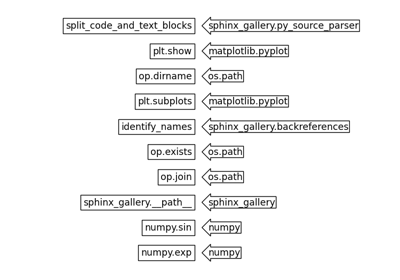 split_code_and_text_blocks sphinx_gallery.py_source_parser
plt.show matplotlib.pyplot
op.dirname os.path
plt.subplots matplotlib.pyplot
identify_names sphinx_gallery.backreferences
op.exists os.path
op.join os.path
sphinx_gallery.__path__ sphinx_gallery
numpy.sin numpy
numpy.exp numpy